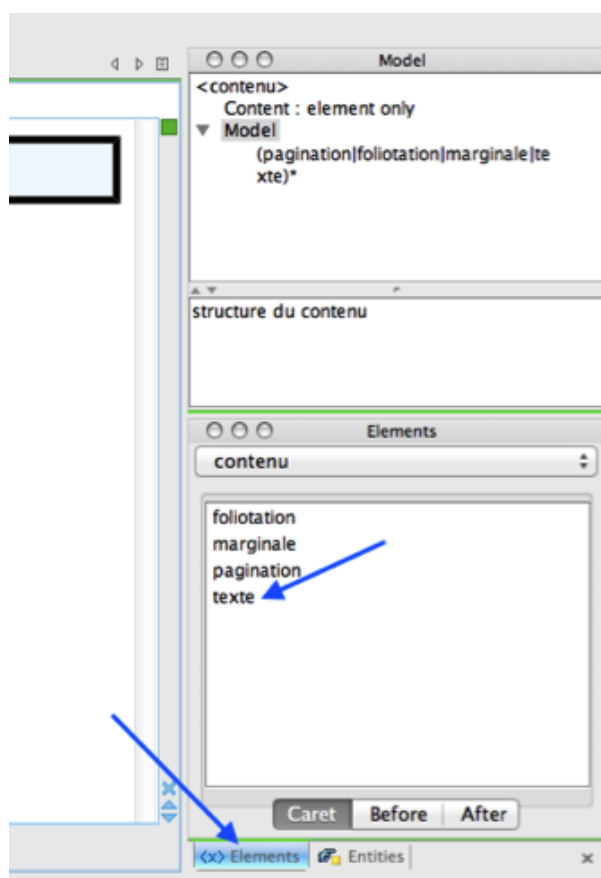 Model
<contenu>
Content : element only
Model
(pagination|foliotation|marginale|te
xte)*
structure du contenu
Elements
contenu
foliotation
marginale
pagination
texte
Caret Before After
<x> Elements Entities